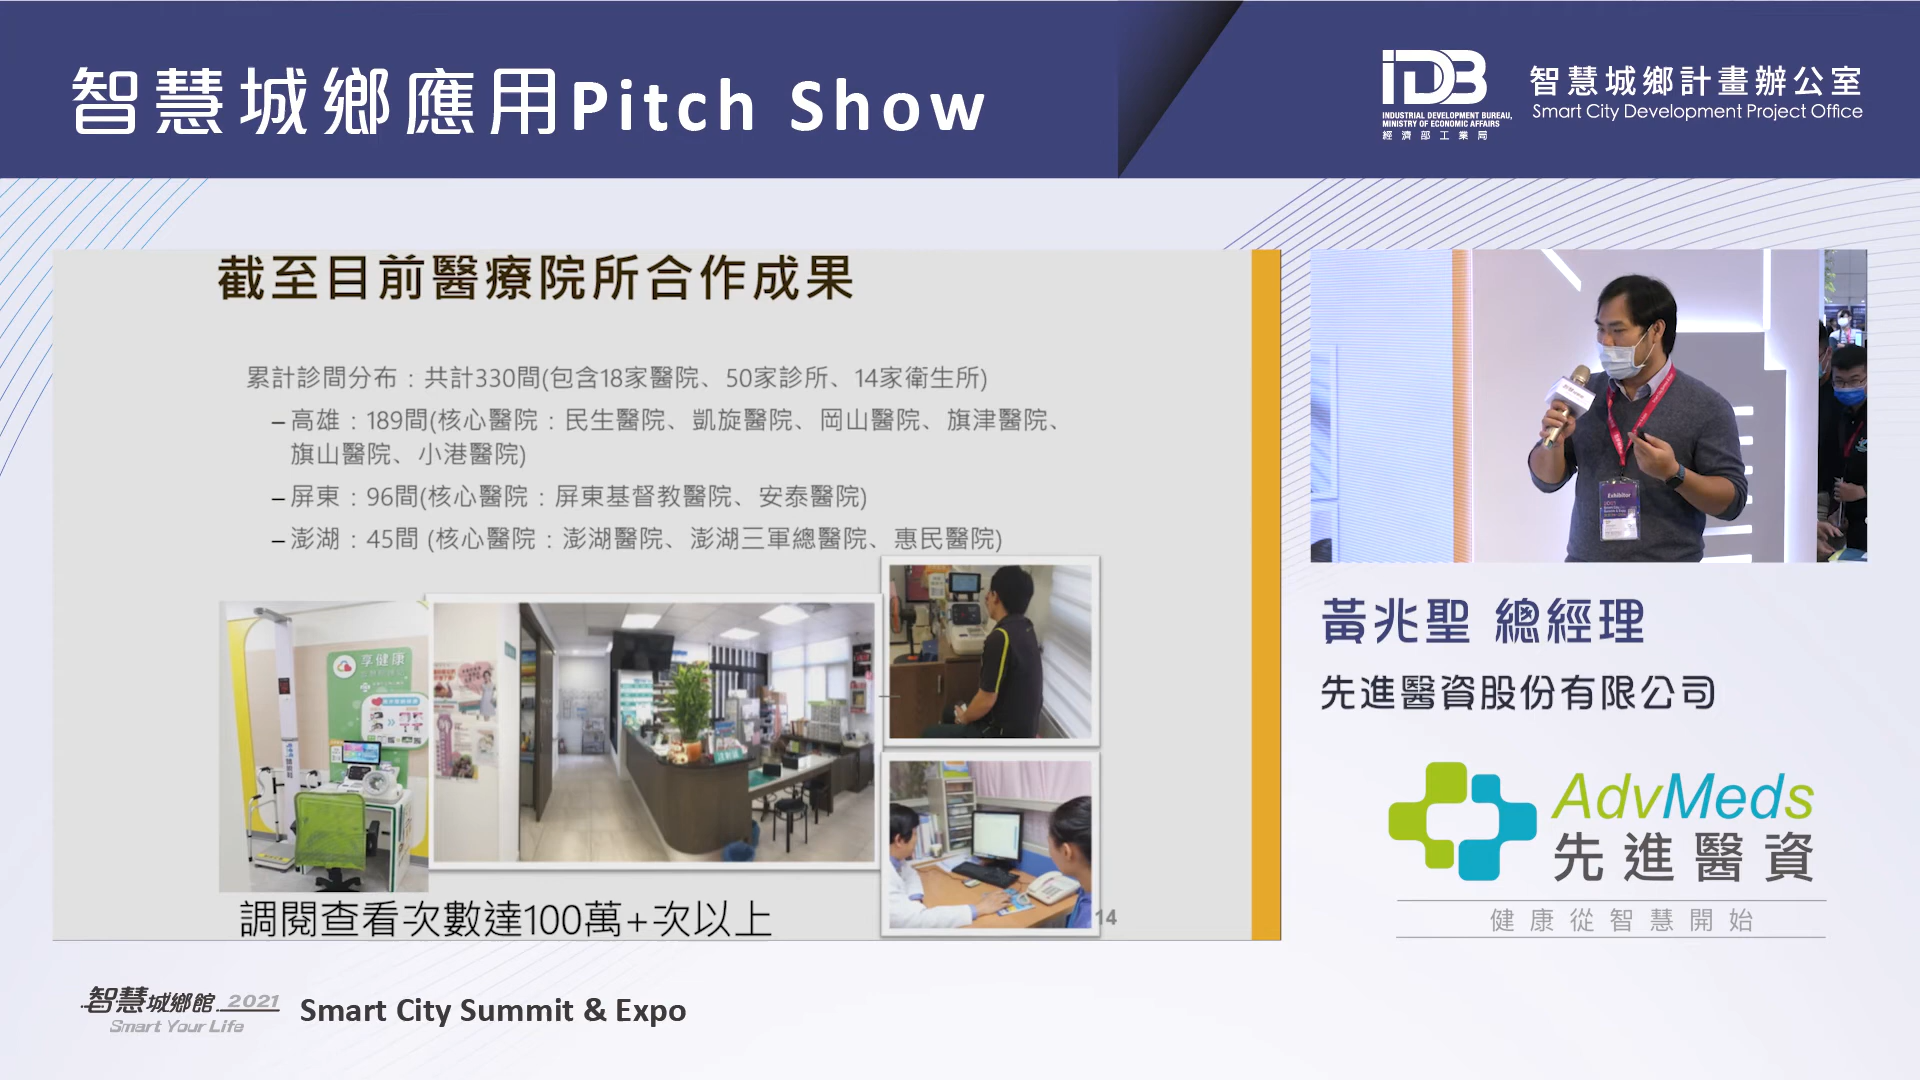 智慧城鄉應用Pitch Show
IDB
INDUSTRIAL DEVELOPMENT BUREAU,
MINISTRY OF ECONOMIC AFFAIRS
經濟部工業局
智慧城鄉計畫辦公室
Smart City Development Project Office
截至目前醫療院所合作成果
累計診間分布：共計330間(包含18家醫院、50家診所、14家衛生所)
–高雄：189間(核心醫院：民生醫院、凱旋醫院、岡山醫院、旗津醫院、
旗山醫院、小港醫院)
–屏東：96間(核心醫院：屏東基督教醫院、安泰醫院)
–澎湖：45間 (核心醫院：澎湖醫院、澎湖三軍總醫院、惠民醫院)
享健康
調閱查看次數達100萬+次以上
14
Exhibitor
黃兆聖 總經理
先進醫資股份有限公司
AdvMeds
先進醫資
健康從智慧開始
智慧城鄉館 2021
Smart Your Life
Smart City Summit & Expo